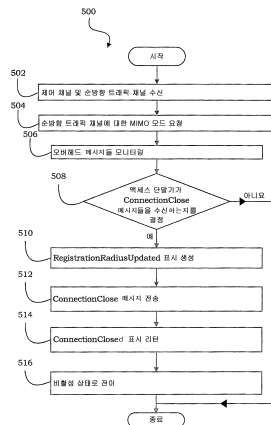 500
시작
502
제어 채널 및 순방향 트래픽 채널 수신
504
순방향 트래픽 채널에 대한 MIMO 모드 요청
506
오버헤드 메시지들 모니터링
508
액세스 단말기가
ConnectionClose
메시지들을 수신하는지를
결정
아니요
예
510
RegistrationRadiusUpdated 표시 생성
512
ConnectionClose 메시지 전송
514
ConnectionClosed 표시 리턴
516
비활성 상태로 전이
종료